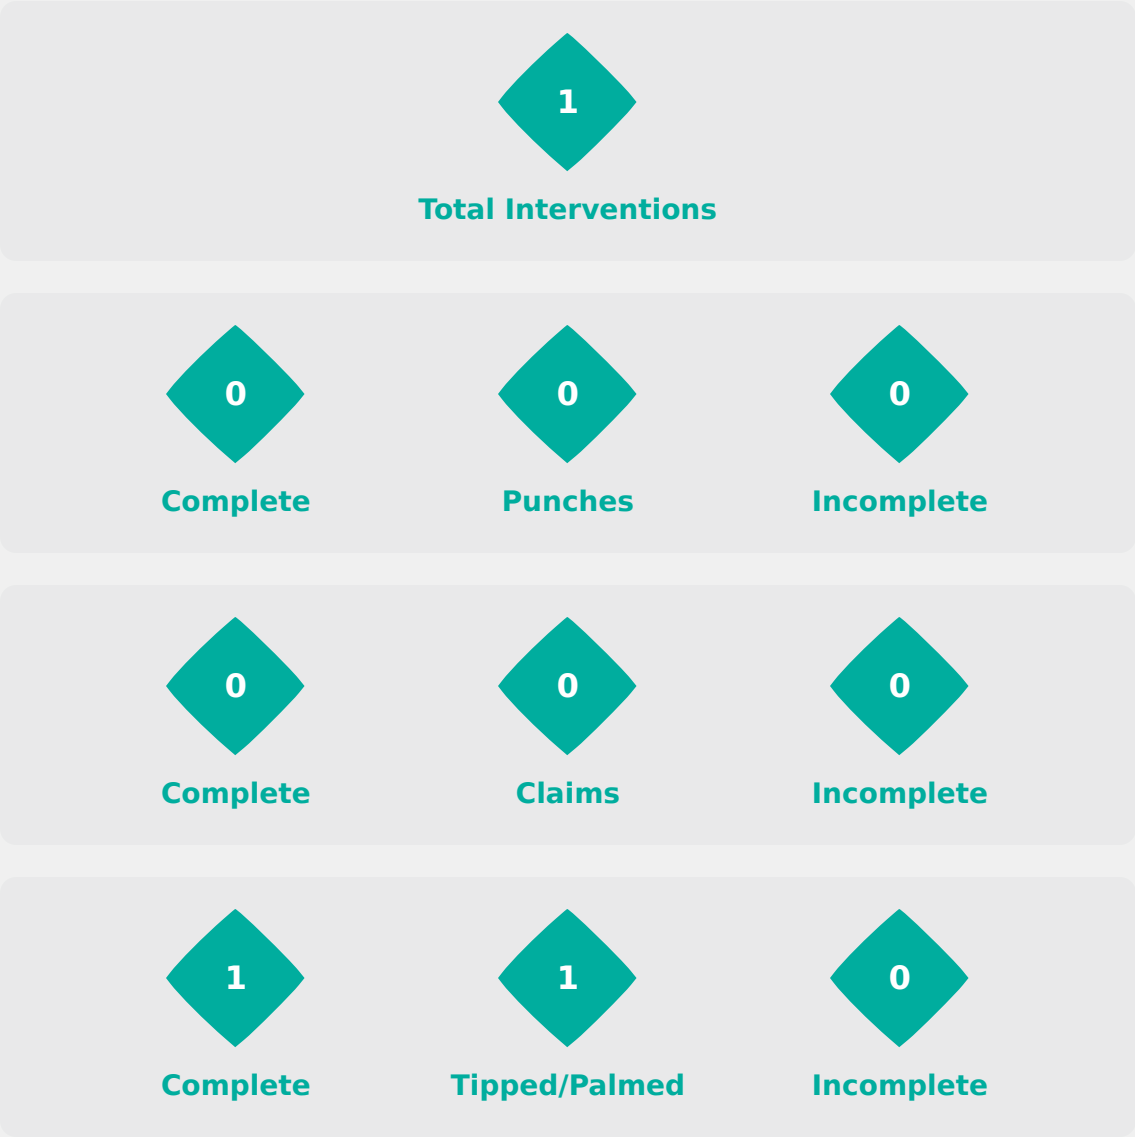 1
Total Interventions
0 0 0
Complete Punches Incomplete
0 0 0
Complete Claims Incomplete
1 1 0
Complete Tipped/Palmed Incomplete